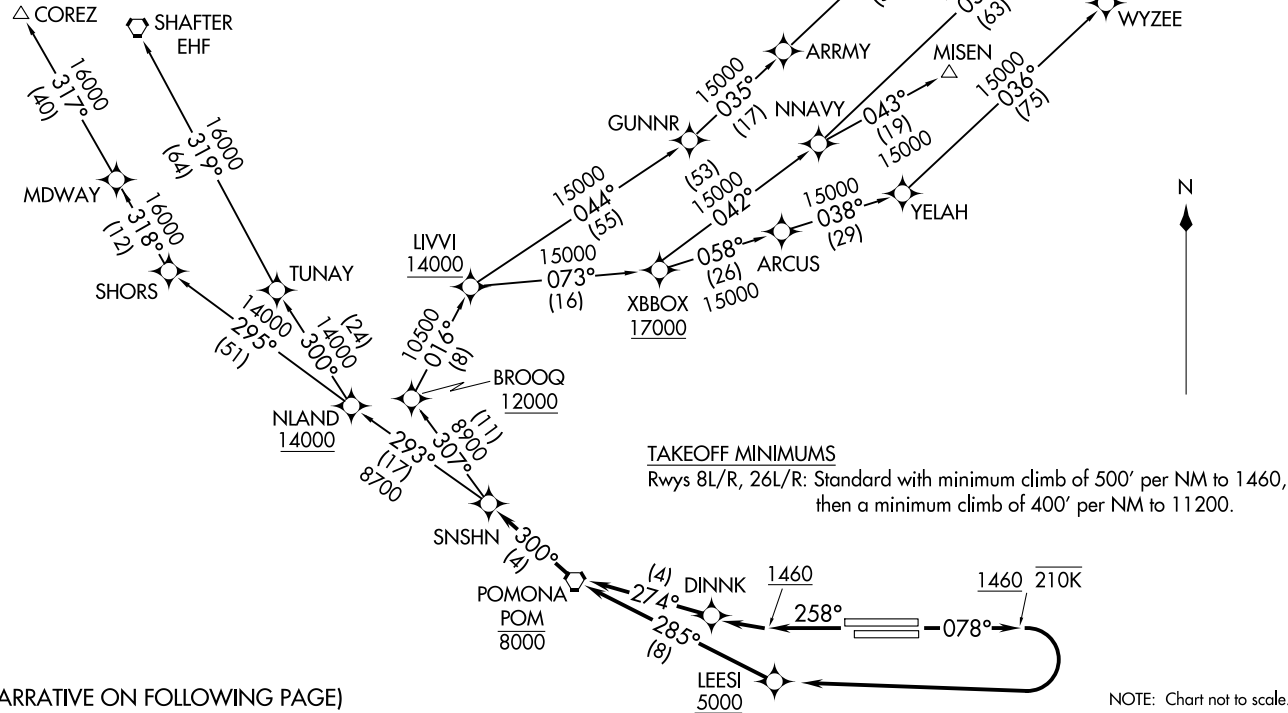 COREZ
SHAFTER
EHF
16000
317°
(40)
16000
319°
(64)
MDWAY
16000
318°
(12)
SHORS
TUNAY
14000
295°
(51)
(24)
14000
300°
NLAND
14000
293°
(17)
8700
(11)
8900
307°
SNSHN
BROOQ
12000
10500
016°
(8)
LIVVI
14000
15000
044°
(55)
15000
073°
(16)
GUNNR
15000
035°
(17)
ARRMY
XBBOX
17000
(53)
15000
042°
NNAVY
(63)
MISEN
043°
(19)
15000
058°
(26)
15000
ARCUS
15000
038°
(29)
YELAH
15000
036°
(75)
WYZEE
N
TAKEOFF MINIMUMS
Rwys 8L/R, 26L/R: Standard with minimum climb of 500' per NM to 1460,
then a minimum climb of 400' per NM to 11200.
300°
(4)
POMONA
POM
8000
(4)
274°
DINNK
285°
(8)
LEESI
5000
1460
258°
078°
1460 210K
ARRATIVE ON FOLLOWING PAGE)
NOTE: Chart not to scale.